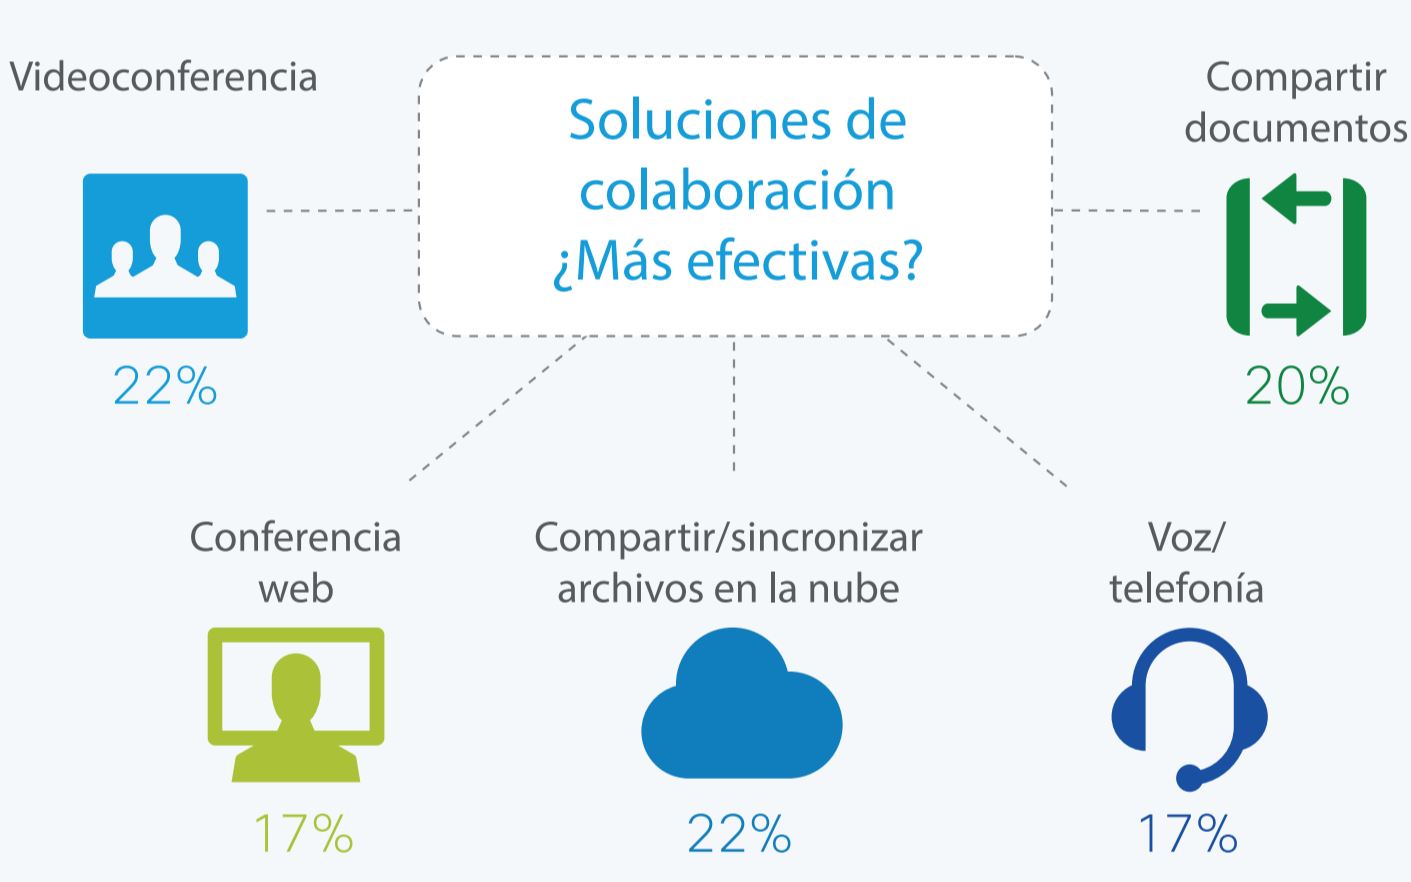 Videoconferencia
22%
Soluciones de
colaboración
¿Más efectivas?
Compartir
documentos
20%
Conferencia
web
17%
Compartir/sincronizar
archivos en la nube
22%
Voz/
telefonía
17%